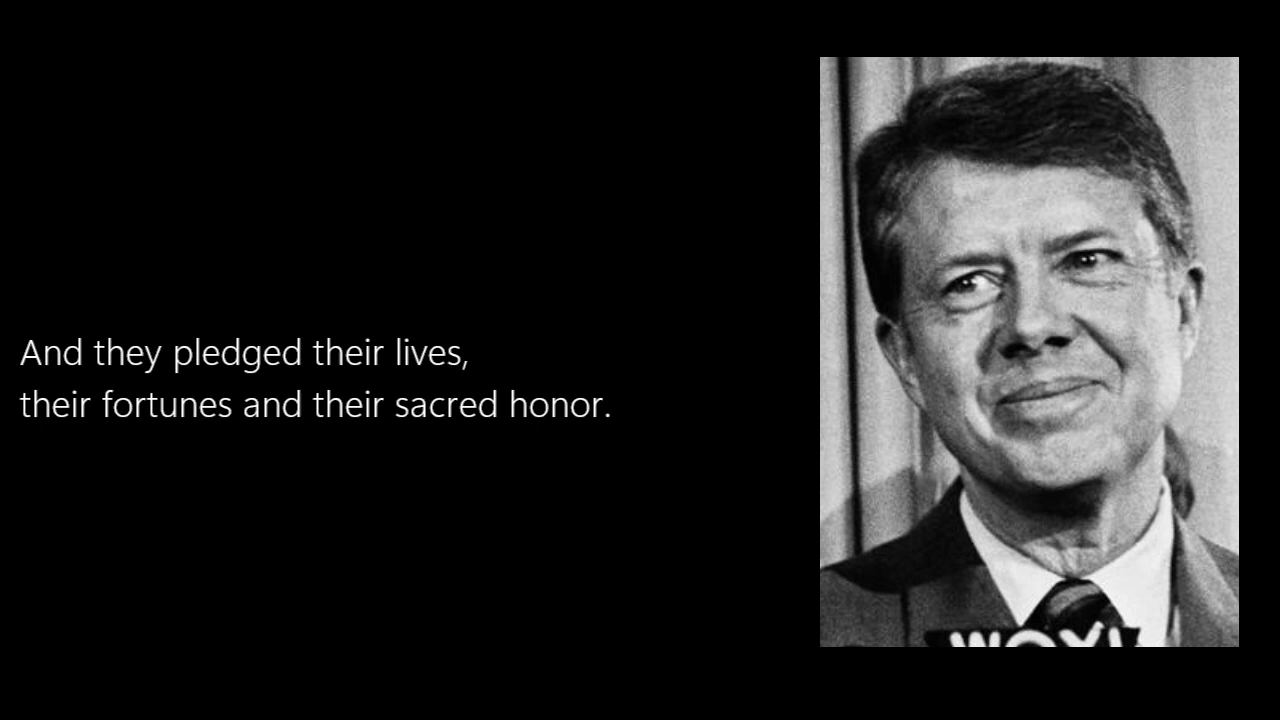 And they pledged their lives,
their fortunes and their sacred honor.